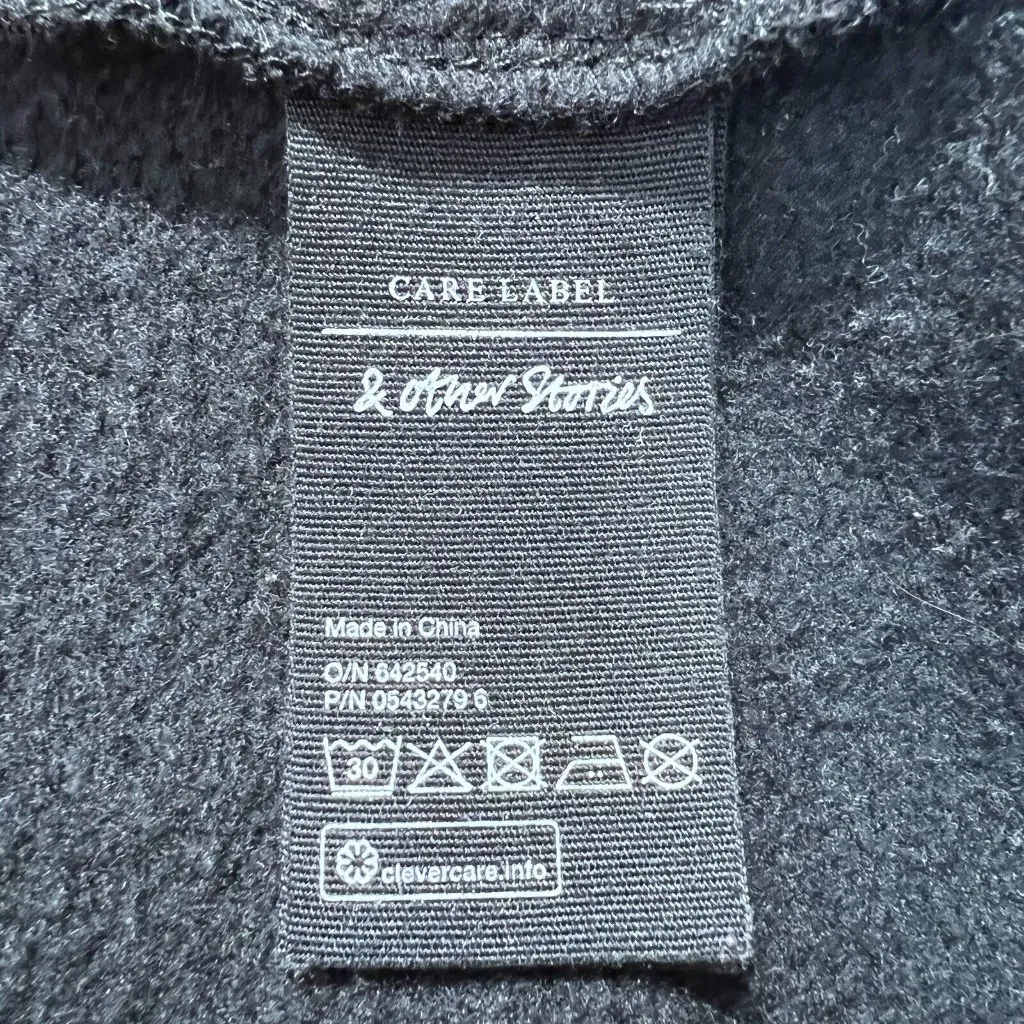 CARE LABEL
& other Stories
Made in China
O/N 642540
P/N 0543279 6
30
clevercare.info